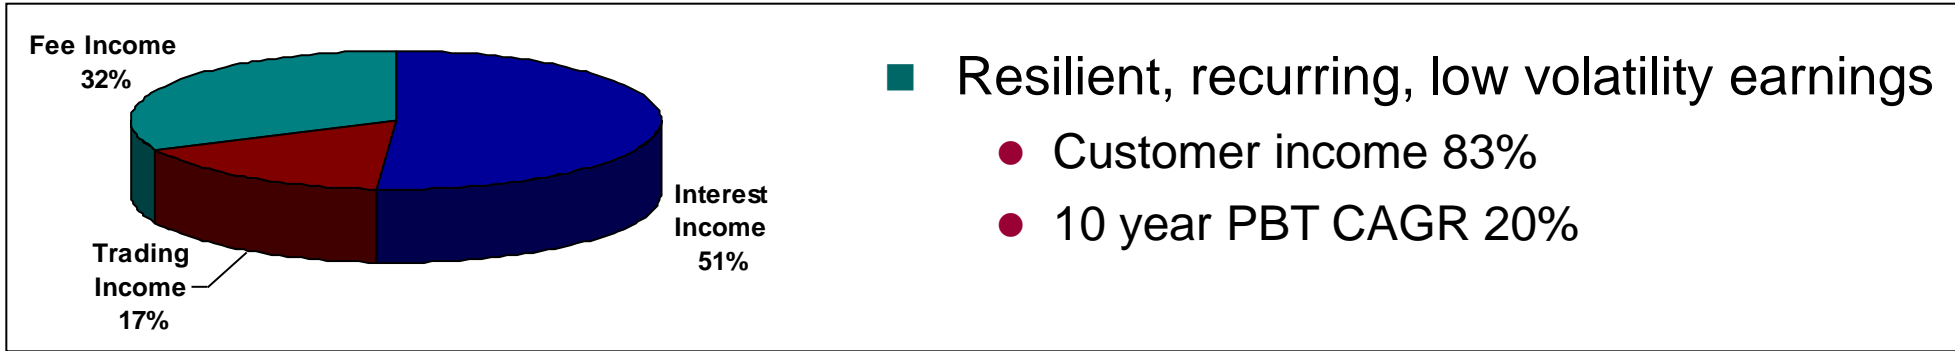 Fee Income
32%
Interest
Income
51%
Trading
Income
17%
Resilient, recurring, low volatility earnings
Customer income 83%
10 year PBT CAGR 20%